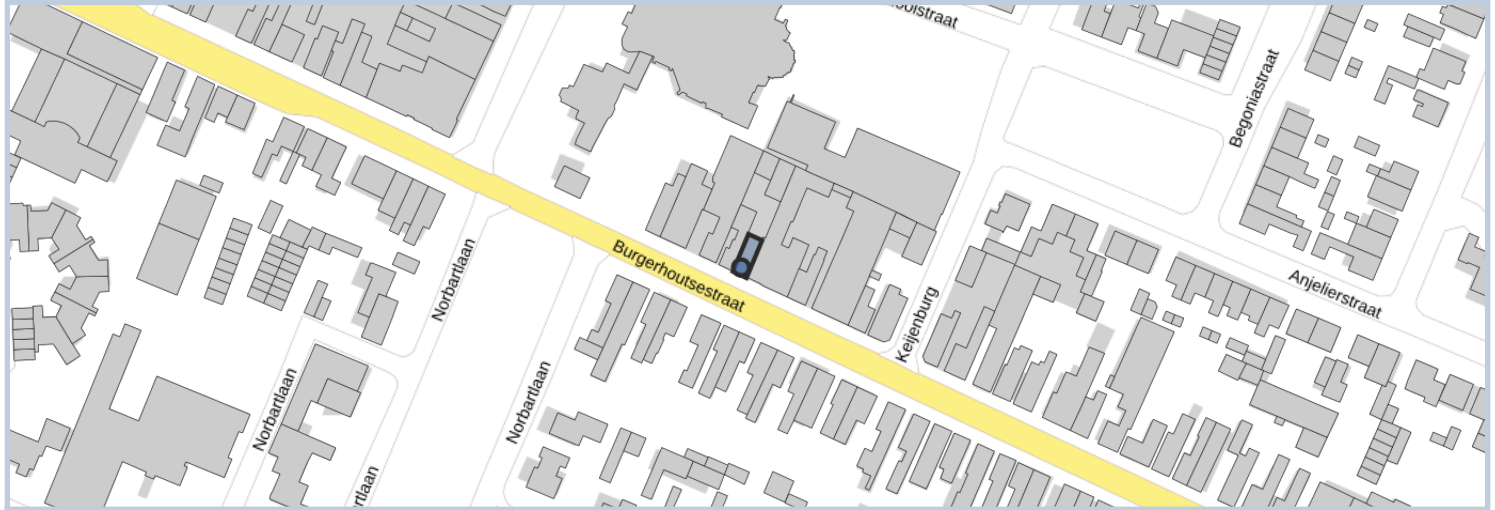 Begoniastraat
Burgerhoutsestraat
Norbartlaan
Anjelierstraat
Keijenburg
Norbartlaan
Norbartlaan